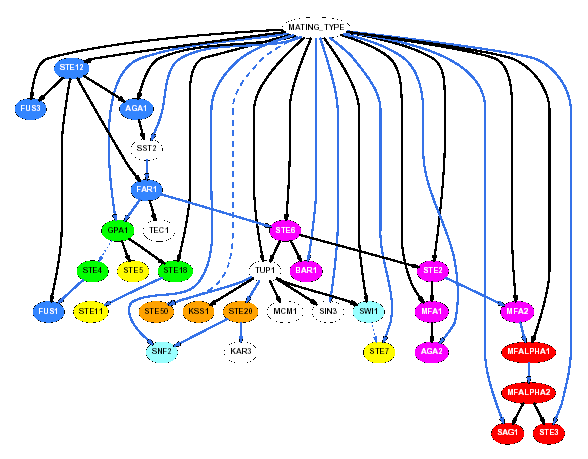 MATING_TYPE
STE12
FUS3
AGA1
SST2
FAR1
GPA1
TEC1
STE6
STE4
STE5
STE18
TUP1
BAR1
STE2
FUS1
STE11
STE50
KSS1
STE20
MCM1
SIN3
SWI1
MFA1
MFA2
SNF2
KAR3
STE7
AGA2
MFALPHA1
MFALPHA2
SAG1
STE3